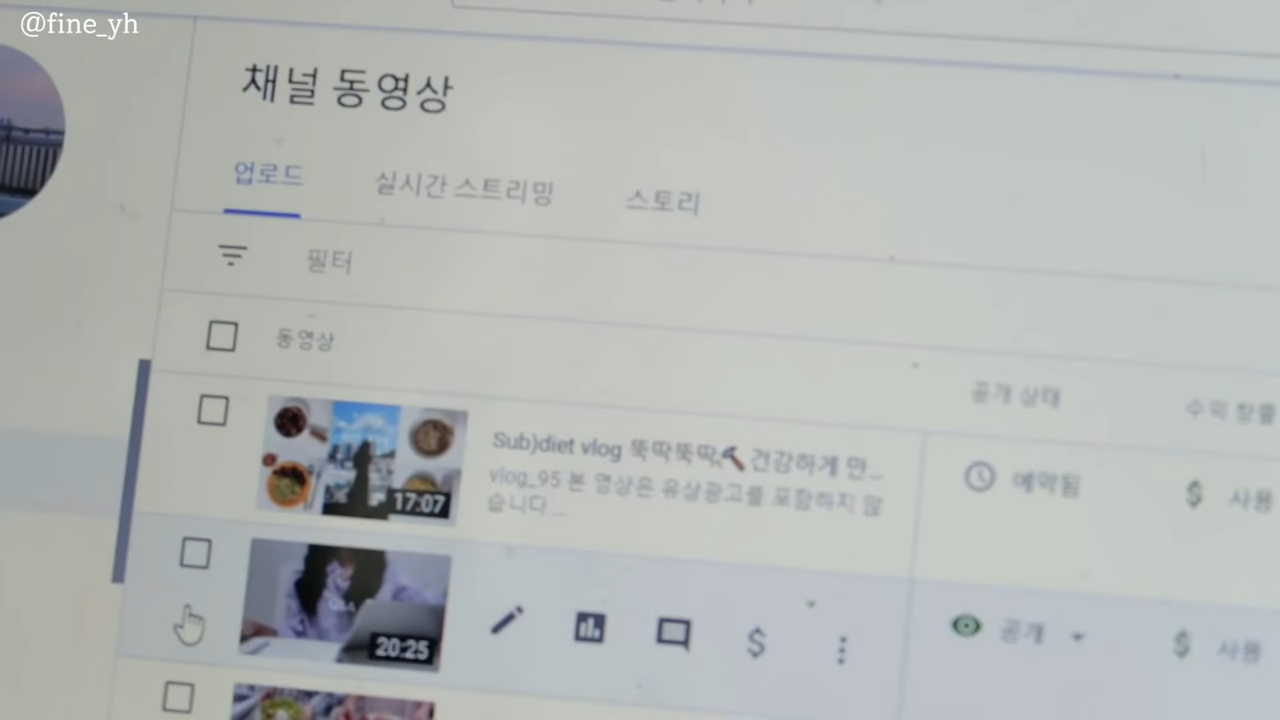 @fine_yh
채널 동영상
업로드 실시간 스트리밍 스토리
필터
동영상 공개 상태 수익 창출
Sub)diet vlog 뚝딱뚝딱🔨 건강하게 만...
vlog_95 본 영상은 유상광고를 포함하지 않
습니다...
17:07
예약됨
$ 사용
20:25
$
공개
$ 사용